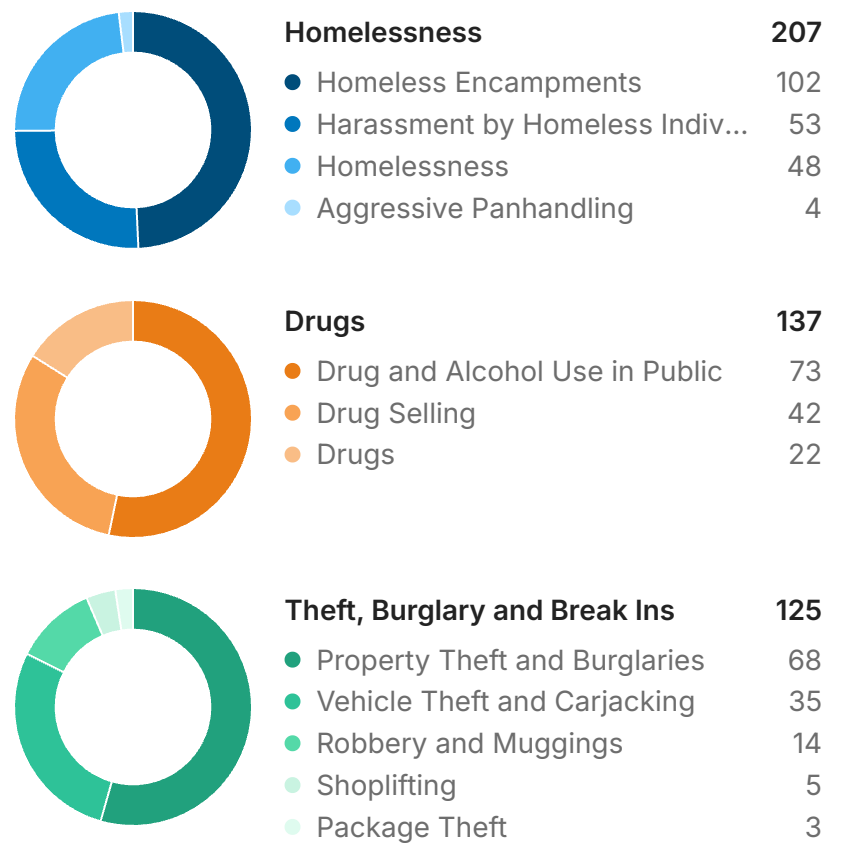 Homelessness 207
Homeless Encampments 102
Harassment by Homeless Indiv... 53
Homelessness 48
Aggressive Panhandling 4
Drugs 137
Drug and Alcohol Use in Public 73
Drug Selling 42
Drugs 22
Theft, Burglary and Break Ins 125
Property Theft and Burglaries 68
Vehicle Theft and Carjacking 35
Robbery and Muggings 14
Shoplifting 5
Package Theft 3